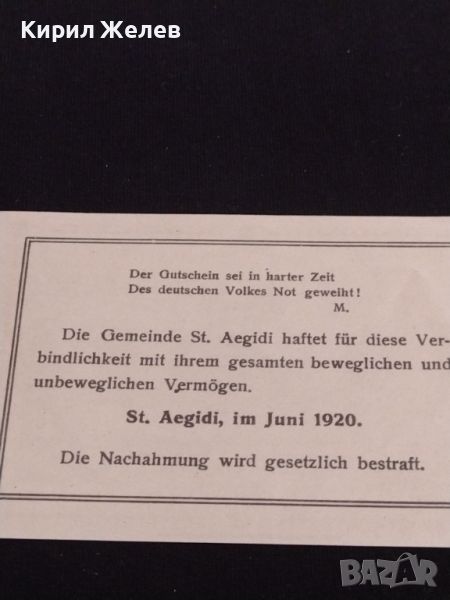 Кирил Желев
Der Gutschein sei in harter Zeit
Des deutschen Volkes Not geweiht!
M.
Die Gemeinde St. Aegidi haftet für diese Ver-
bindlichkeit mit ihrem gesamten beweglichen und
unbeweglichen Vermögen.
St. Aegidi, im Juni 1920.
Die Nachahmung wird gesetzlich bestraft.
BAZAR